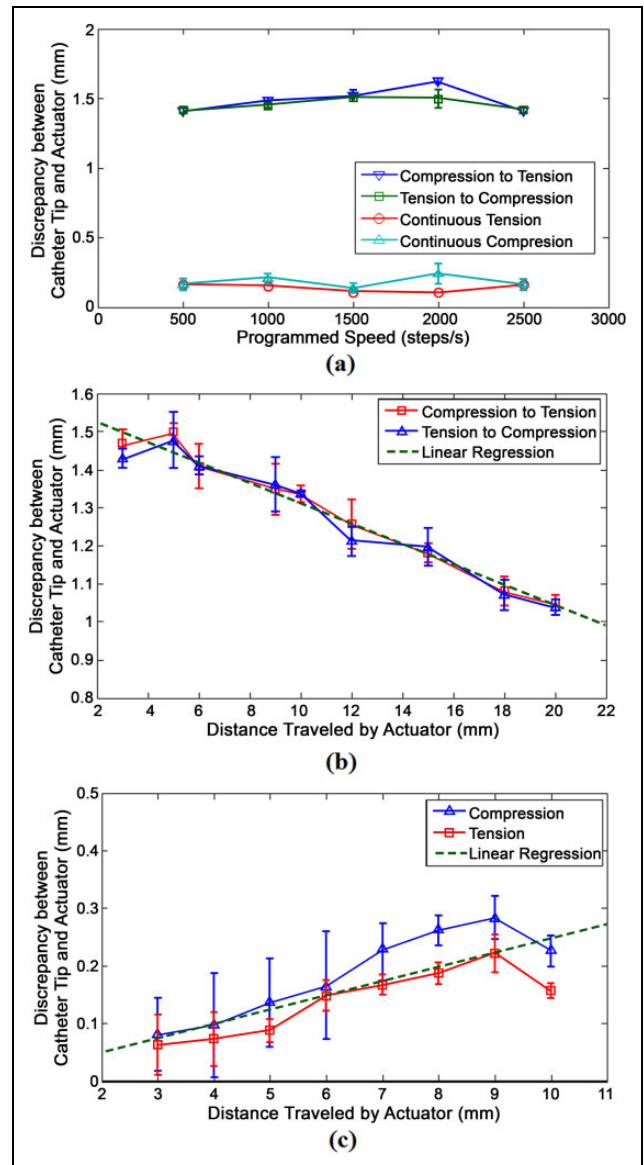 Discrepancy between
Catheter Tip and Actuator (mm)
2
1.5
1
0.5
0
Compression to Tension
Tension to Compression
Continuous Tension
Continuous Compresion
0 500 1000 1500 2000 2500 3000
Programmed Speed (steps/s)
(a)
Discrepancy between
Catheter Tip and Actuator (mm)
1.6
1.5
1.4
1.3
1.2
1.1
1
0.9
0.8
Compression to Tension
Tension to Compression
Linear Regression
2 4 6 8 10 12 14 16 18 20 22
Distance Traveled by Actuator (mm)
(b)
Discrepancy between
Catheter Tip and Actuator (mm)
0.5
0.4
0.3
0.2
0.1
0
Compression
Tension
Linear Regression
2 3 4 5 6 7 8 9 10 11
Distance Traveled by Actuator (mm)
(c)